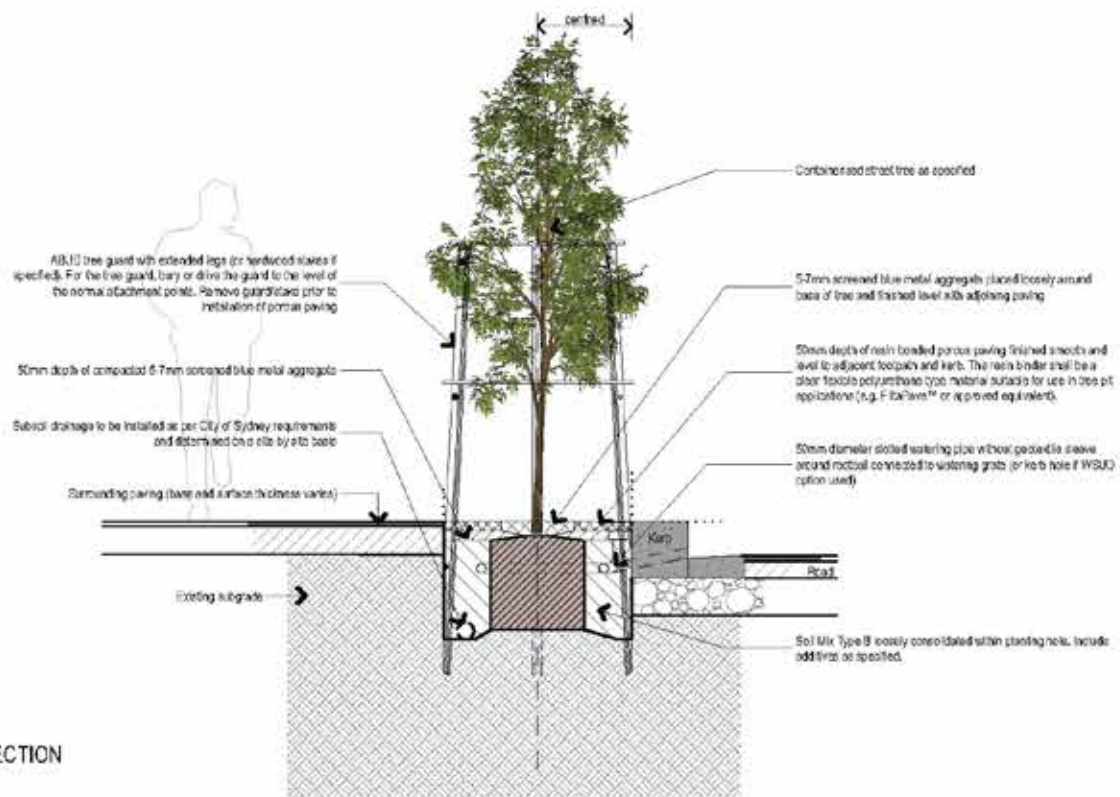 centred
Containerised street tree as specified
ABUJ3 tree guard with extended legs (or hardwood stakes if
specified). For the tree guard, bury or drive the guard to the level of
the normal attachment points. Remove guard/stake prior to
installation of porous paving
5-7mm screened blue metal aggregate placed loosely around
base of tree and finished level with adjoining paving
50mm depth of compacted 5-7mm screened blue metal aggregate
50mm depth of resin bonded porous paving finished smooth and
level to adjacent footpath and kerb. The resin binder shall be a
clear flexible polyurethane type material suitable for use in tree pit
applications (e.g. FiltaPave™ or approved equivalent).
Subsoil drainage to be installed as per City of Sydney requirements
and determined on a site by site basis
50mm diameter slotted watering pipe without geotextile sleeve
around rootball connected to watering grate (or kerb hole if WSUD
option used)
Surrounding paving (base and surface thickness varies)
Kerb
Road
Existing subgrade
Soil Mix Type B loosely consolidated within planting hole. Include
additives as specified.
ECTION